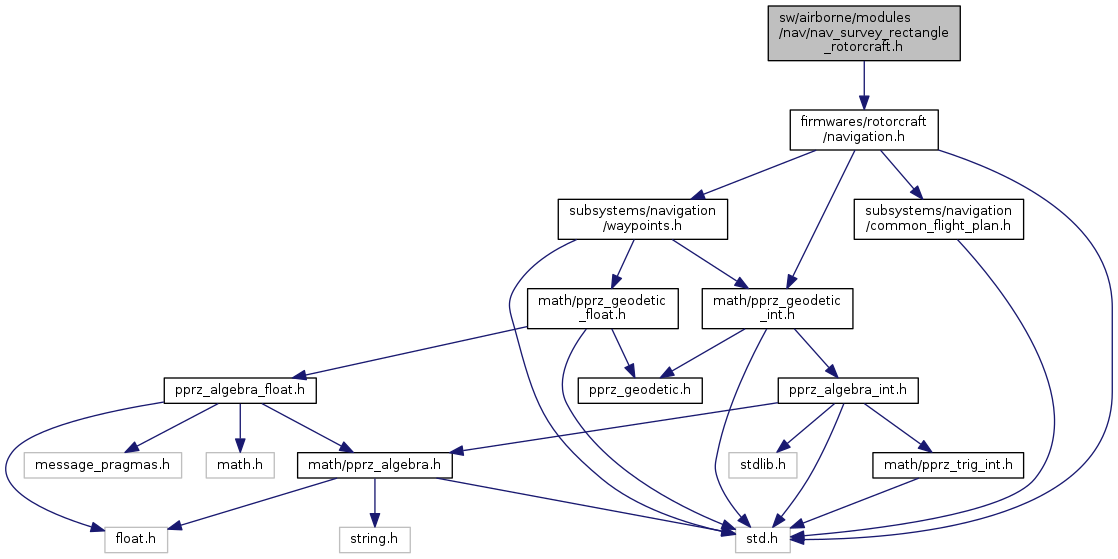 sw/airborne/modules
/nav/nav_survey_rectangle
_rotorcraft.h
firmwares/rotorcraft
/navigation.h
subsystems/navigation
/waypoints.h
subsystems/navigation
/common_flight_plan.h
math/pprz_geodetic
_float.h
math/pprz_geodetic
_int.h
pprz_algebra_float.h
pprz_geodetic.h
pprz_algebra_int.h
message_pragmas.h
math.h
math/pprz_algebra.h
stdlib.h
math/pprz_trig_int.h
float.h
string.h
std.h